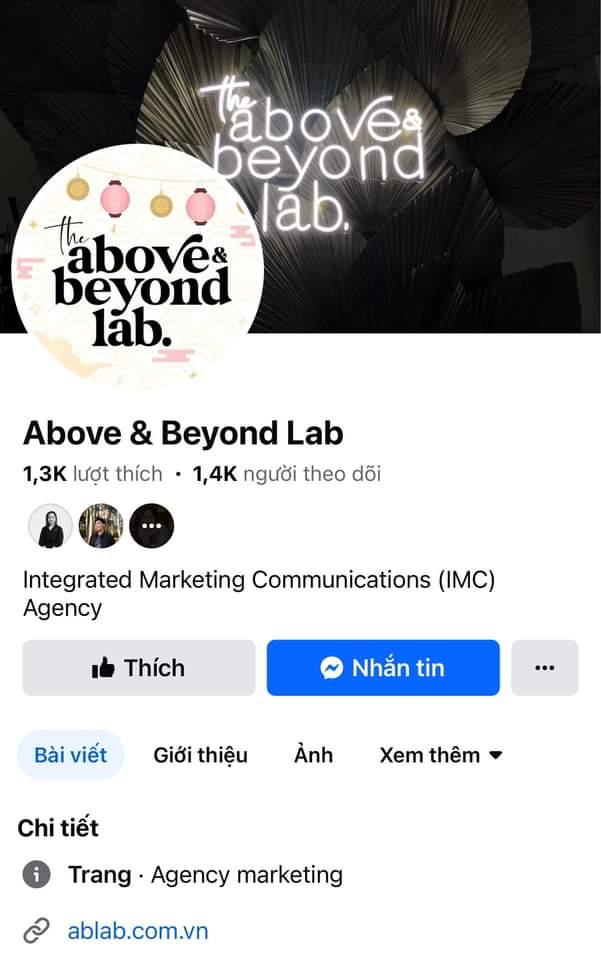 the
above &
beyond
lab.
the
above &
beyond
lab.
Above & Beyond Lab
1,3K lượt thích · 1,4K người theo dõi
Integrated Marketing Communications (IMC)
Agency
Thích
Nhắn tin
Bài viết
Giới thiệu
Ảnh
Xem thêm
Chi tiết
Trang · Agency marketing
ablab.com.vn